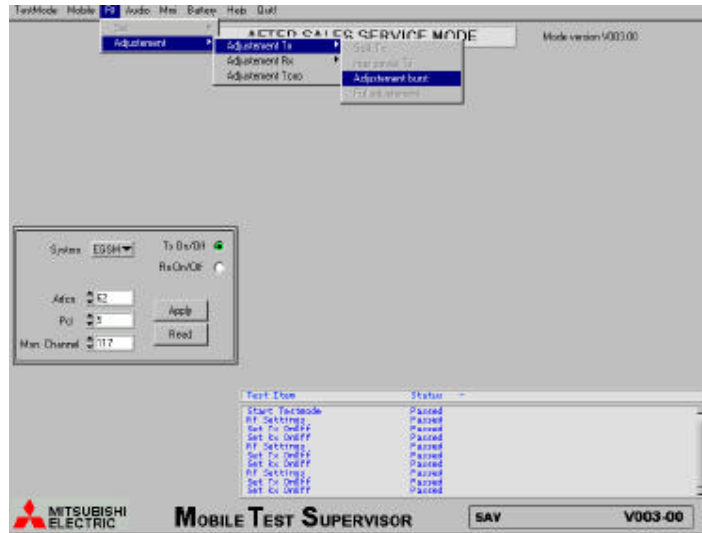 TestMode Mobile Rf Audio Mmi Battery Help Quit!
AFTER SALES SERVICE MODE
Mode version V003.00
Adjustement
Adjustement Tx
Adjustement Rx
Adjustement Tcxo
Adjustement burst
System EGSM
Tx On/Off
Rx On/Off
Arfcn 62
Apply
Pcl 5
Read
Mon. Channel 117
Test Item Status -
Start Testmode Passed
Rf Settings Passed
Set Tx OnOff Passed
Set Rx OnOff Passed
Rf Settings Passed
Set Tx OnOff Passed
Set Rx OnOff Passed
Rf Settings Passed
Set Tx OnOff Passed
Set Rx OnOff Passed
MITSUBISHI
ELECTRIC
MOBILE TEST SUPERVISOR
SAV V003-00